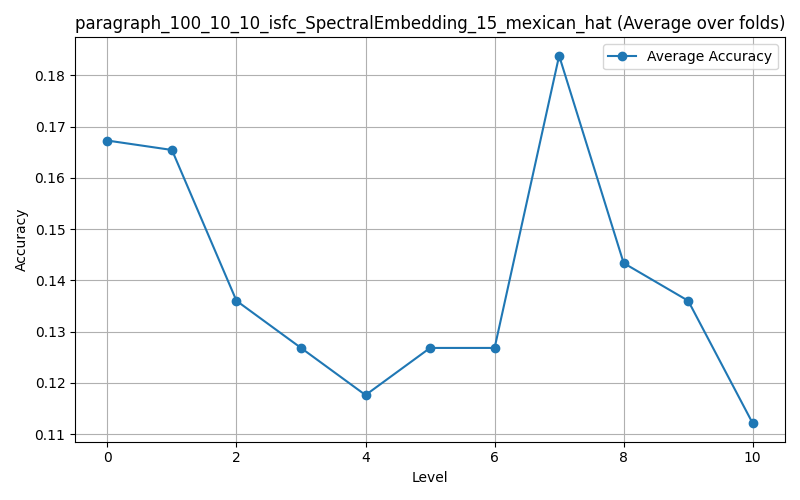 paragraph_100_10_10_isfc_SpectralEmbedding_15_mexican_hat (Average over folds)
Average Accuracy
0.18
0.17
0.16
0.15
0.14
0.13
0.12
0.11
Accuracy
0 2 4 6 8 10
Level